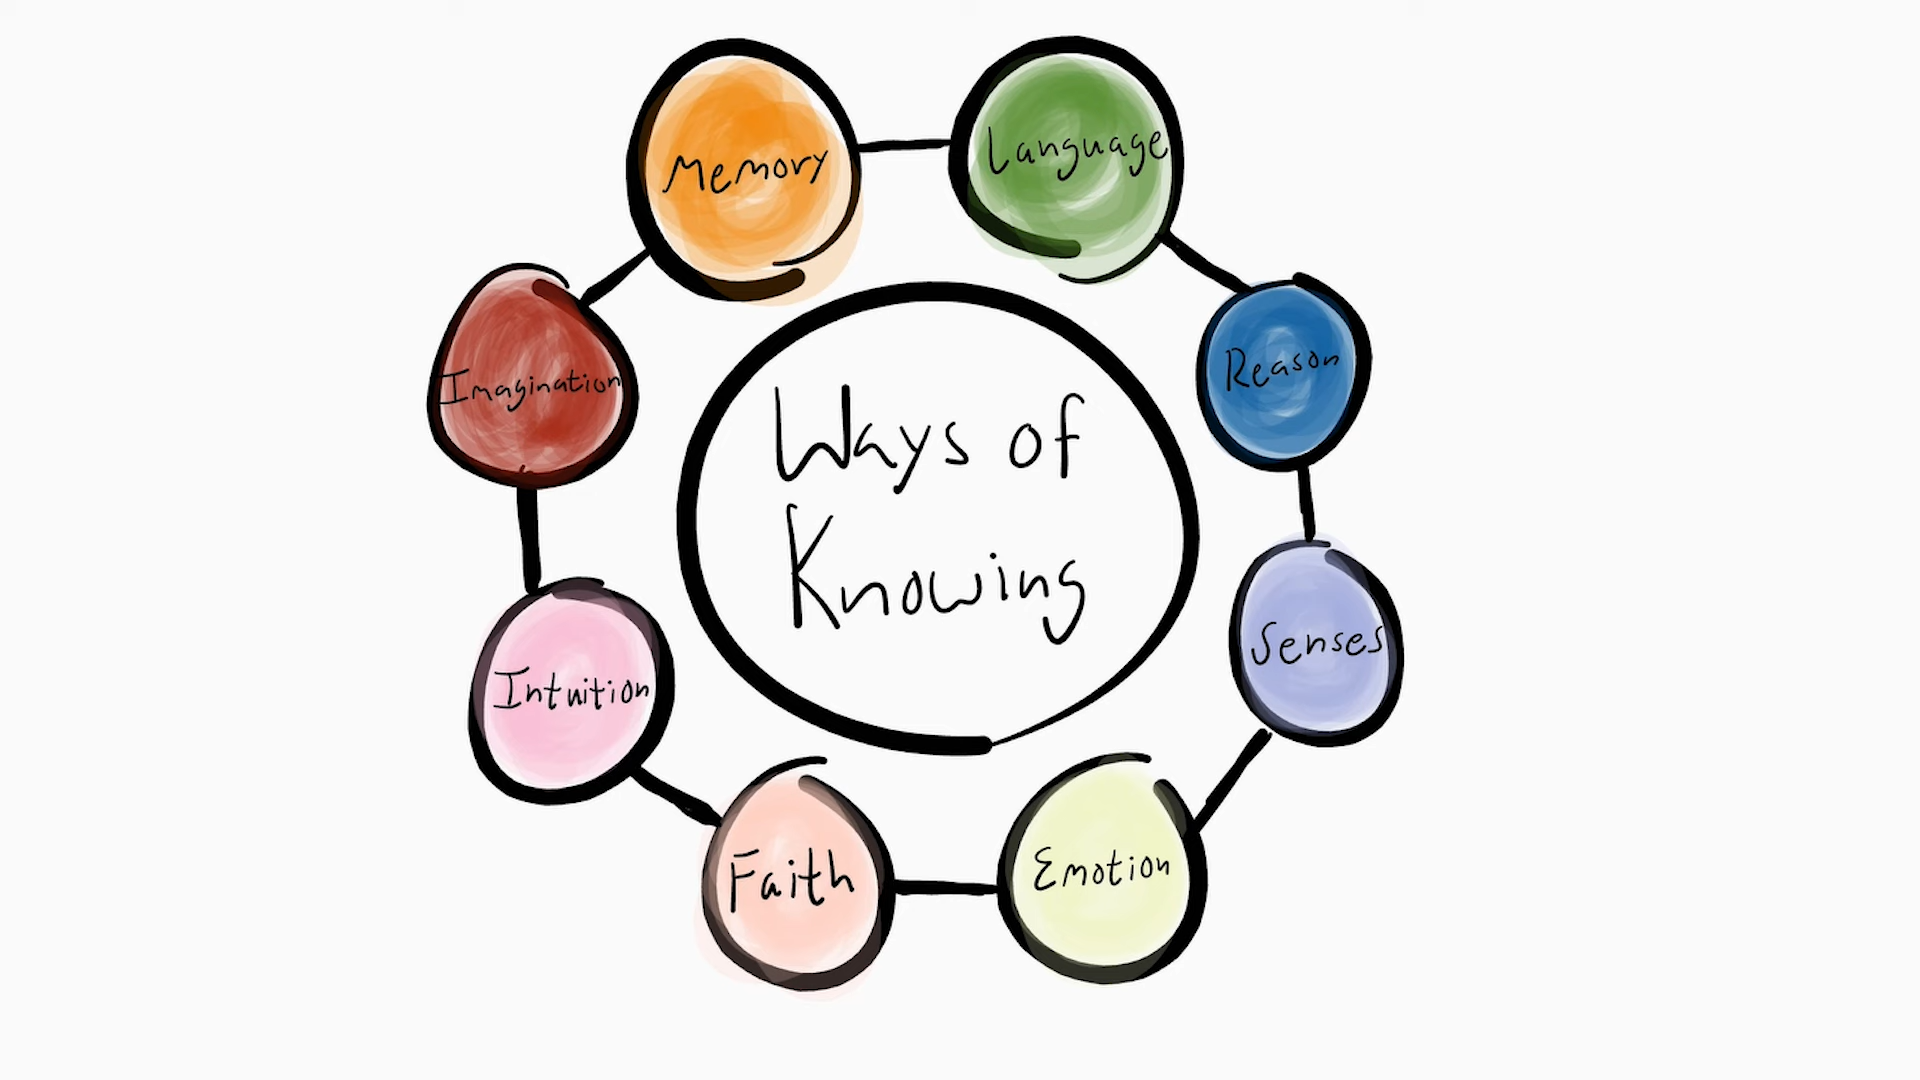 Memory
Language
Imagination
Reason
Ways of
Knowing
Intuition
Senses
Faith
Emotion